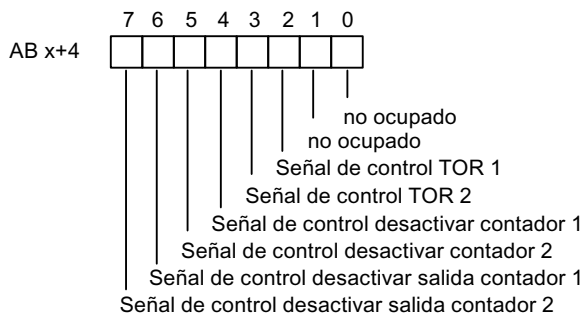 7 6 5 4 3 2 1 0
AB x+4
no ocupado
no ocupado
Señal de control TOR 1
Señal de control TOR 2
Señal de control desactivar contador 1
Señal de control desactivar contador 2
Señal de control desactivar salida contador 1
Señal de control desactivar salida contador 2